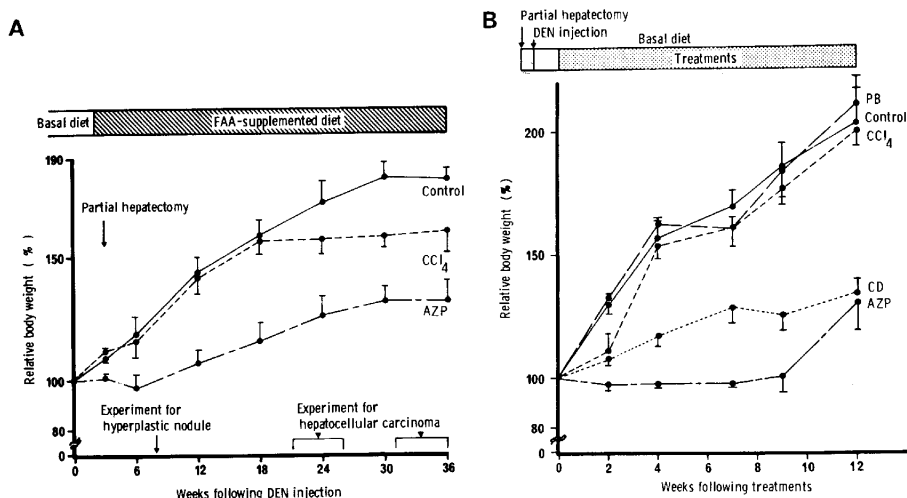 A
Basal diet
FAA-supplemented diet
190
150
100
80
0
Relative body weight ( % )
Partial hepatectomy
Control
CCl4
AZP
Experiment for
hyperplastic nodule
Experiment for
hepatocellular carcinoma
0 6 12 18 24 30 36
Weeks following DEN injection
B
Partial hepatectomy
DEN injection
Basal diet
Treatments
200
150
100
80
0
Relative body weight (%)
PB
Control
CCl4
CD
AZP
0 2 4 6 8 10 12
Weeks following treatments